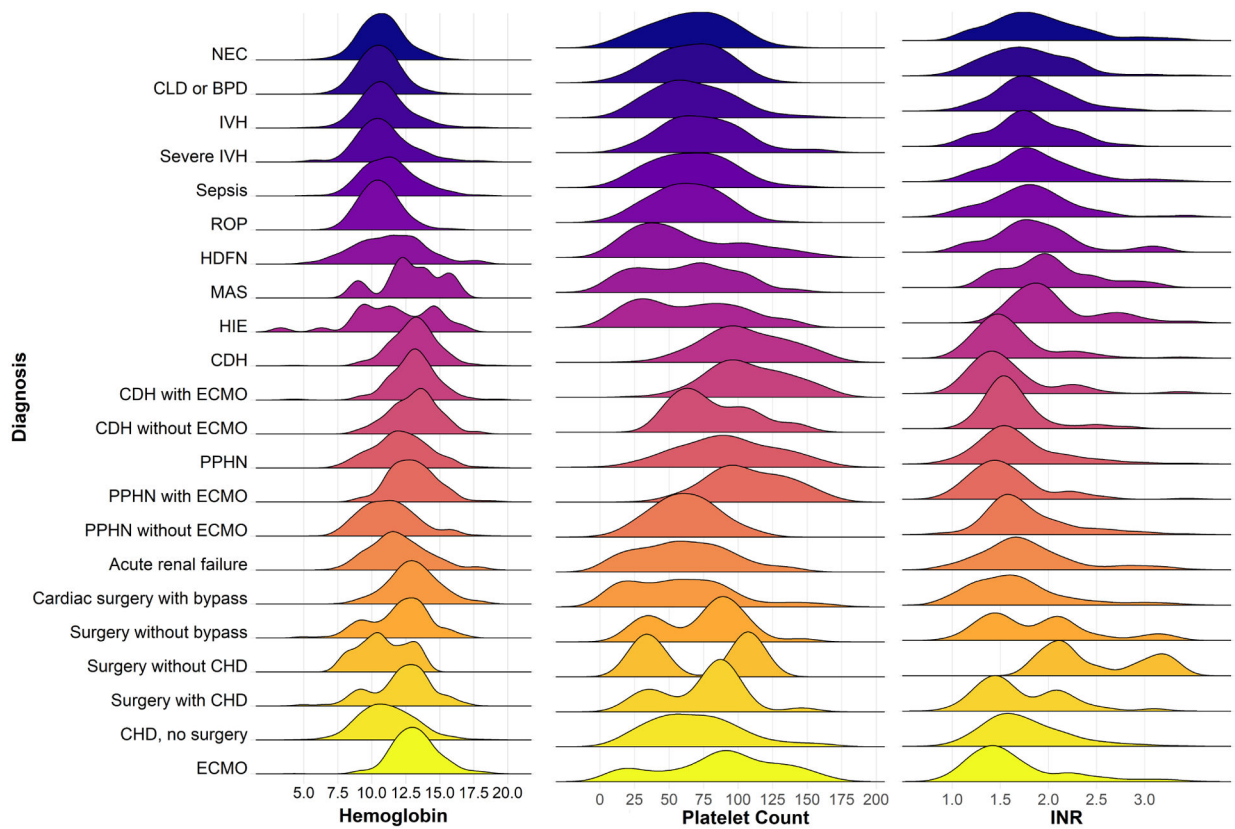 NEC
CLD or BPD
IVH
Severe IVH
Sepsis
ROP
HDFN
MAS
HIE
CDH
CDH with ECMO
CDH without ECMO
PPHN
PPHN with ECMO
PPHN without ECMO
Acute renal failure
Cardiac surgery with bypass
Surgery without bypass
Surgery without CHD
Surgery with CHD
CHD, no surgery
ECMO
Diagnosis
5.0 7.5 10.0 12.5 15.0 17.5 20.0
Hemoglobin
0 25 50 75 100 125 150 175 200
Platelet Count
1.0 1.5 2.0 2.5 3.0
INR